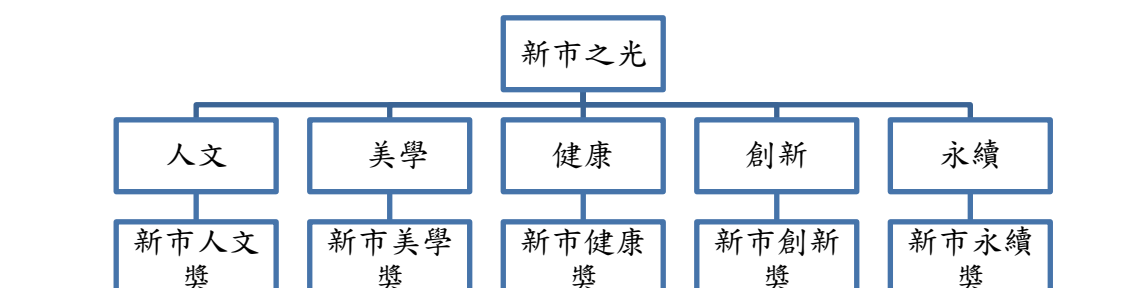 新市之光
人文
美學
健康
創新
永續
新市人文
獎
新市美學
獎
新市健康
獎
新市創新
獎
新市永續
獎